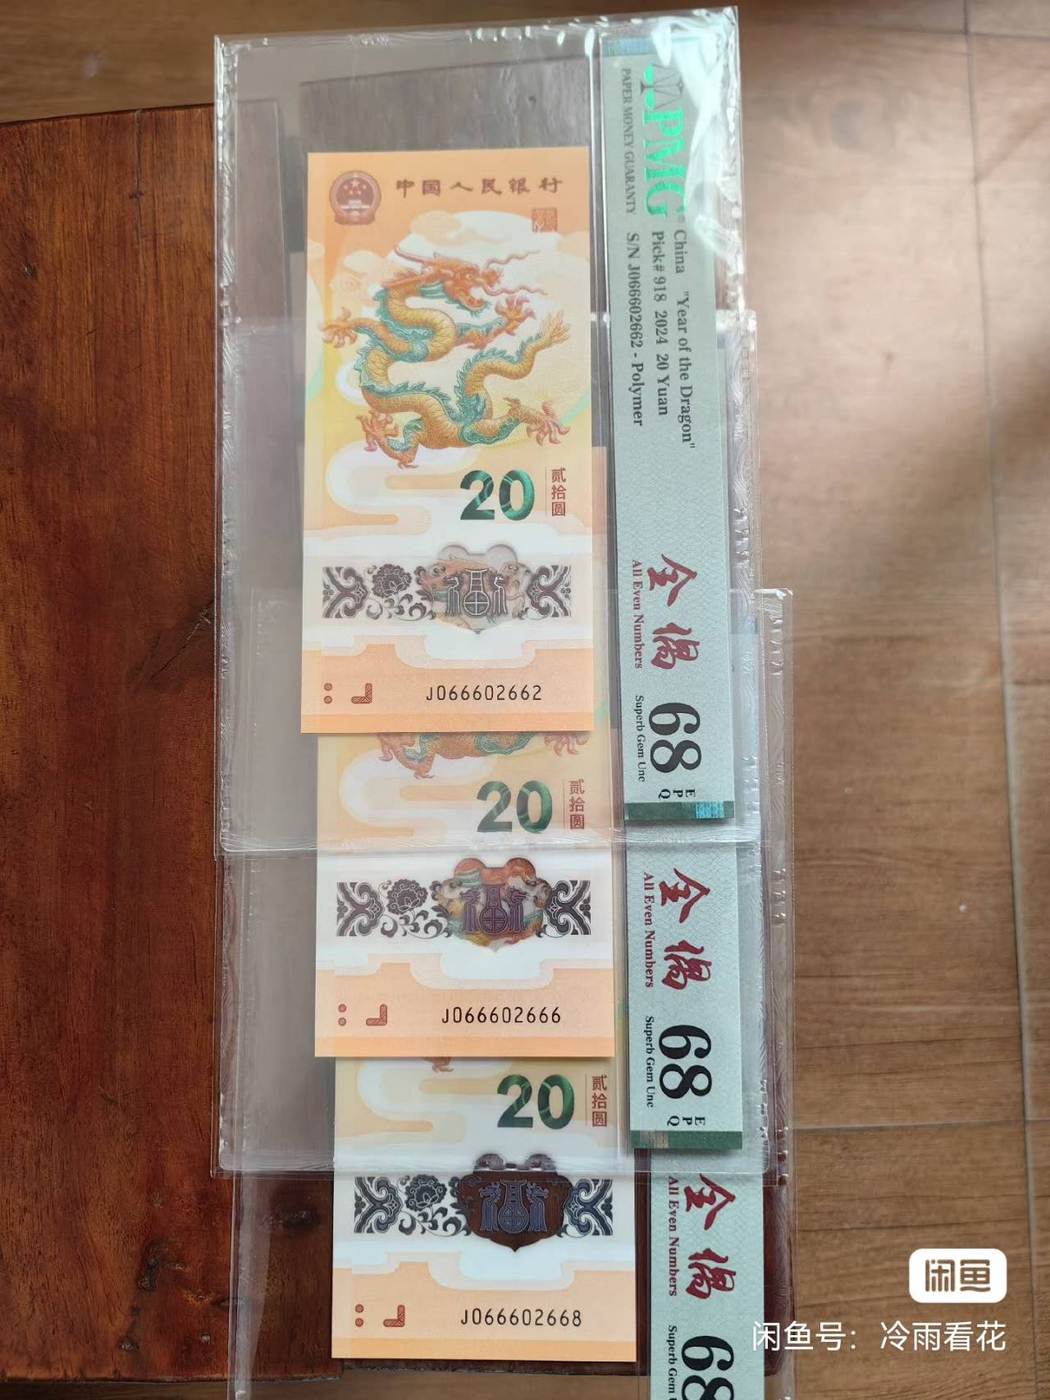 中国人民银行
20
贰拾圆
J066602662
PMG
PAPER MONEY GUARANTY
China "Year of the Dragon"
Pick# 918 2024 20 Yuan
S/N J066602662 - Polymer
全偶
All Even Numbers
68
EPQ
Superb Gem Unc
20
贰拾圆
J066602666
全偶
All Even Numbers
68
EPQ
Superb Gem Unc
20
贰拾圆
J066602668
全偶
All Even Numbers
68
Superb Gem Unc
闲鱼
闲鱼号：冷雨看花